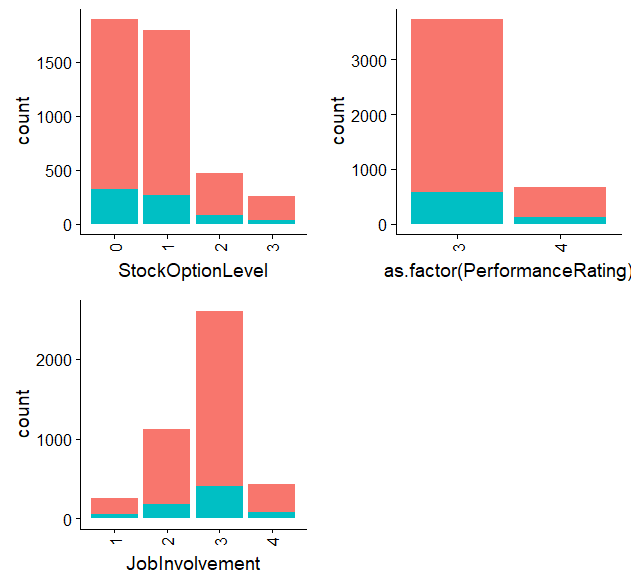 count
1500
1000
500
0
0 1 2 3
StockOptionLevel
count
3000
2000
1000
0
3 4
as.factor(PerformanceRating)
count
2000
1000
0
1 2 3 4
JobInvolvement